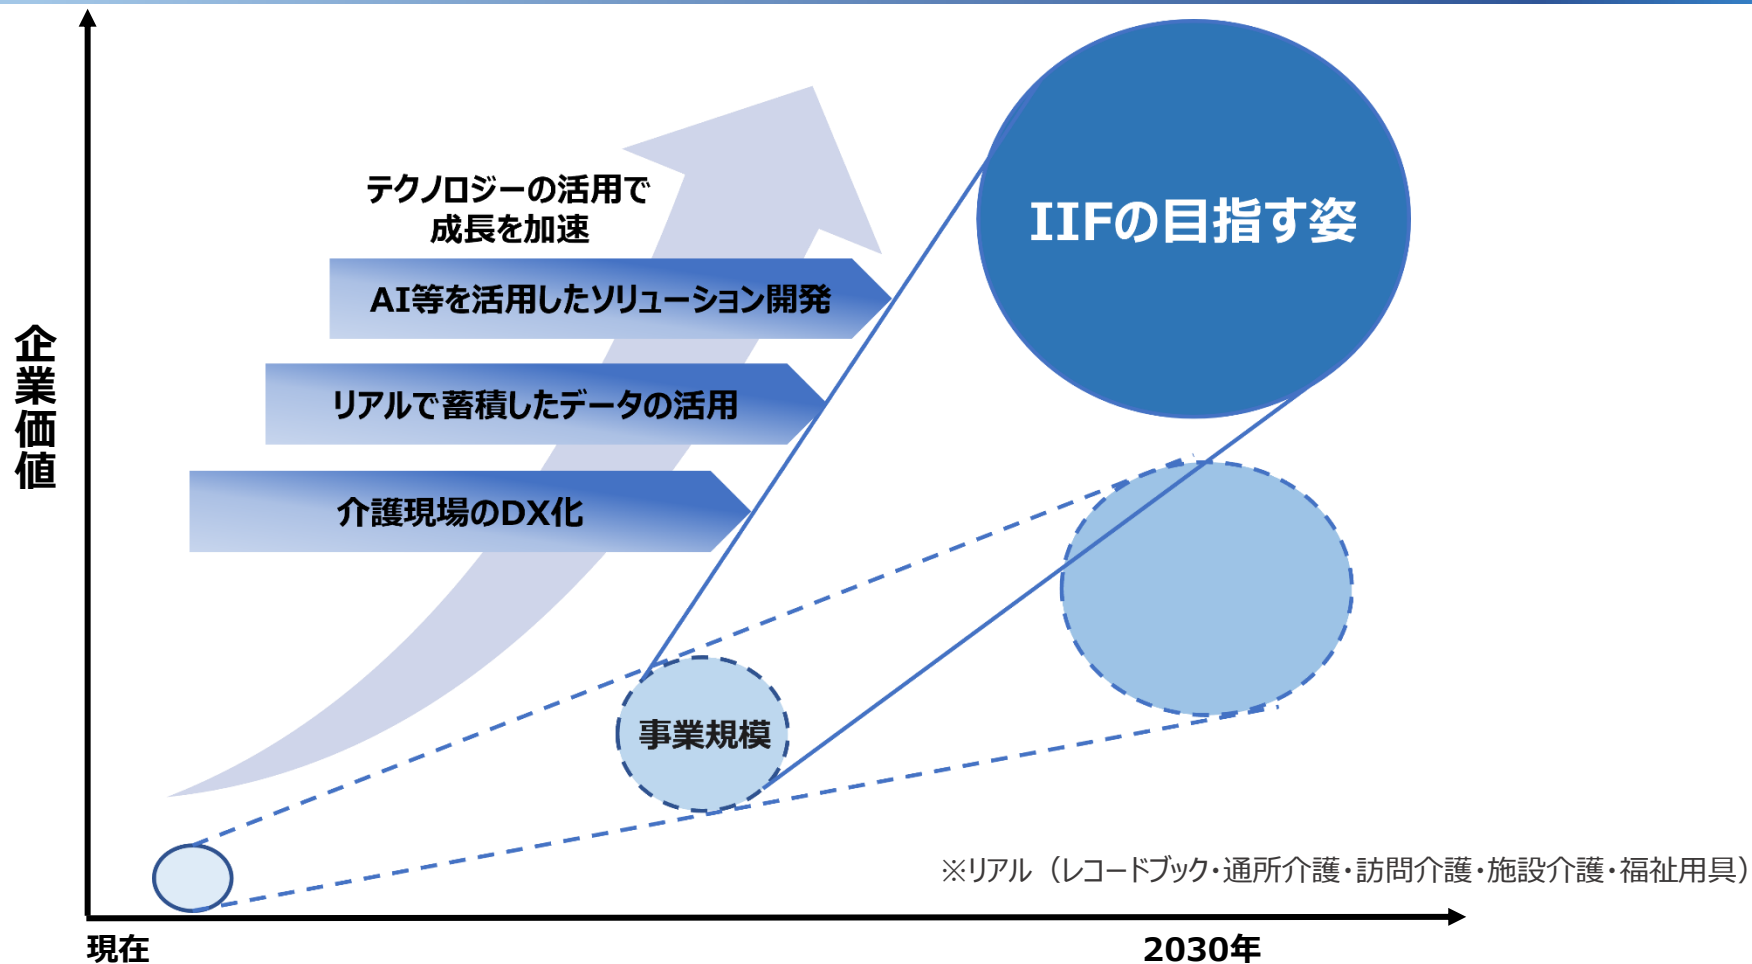 テクノロジーの活用で
成長を加速
IIFの目指す姿
AI等を活用したソリューション開発
リアルで蓄積したデータの活用
介護現場のDX化
企業価値
事業規模
※リアル（レコードブック・通所介護・訪問介護・施設介護・福祉用具）
現在
2030年